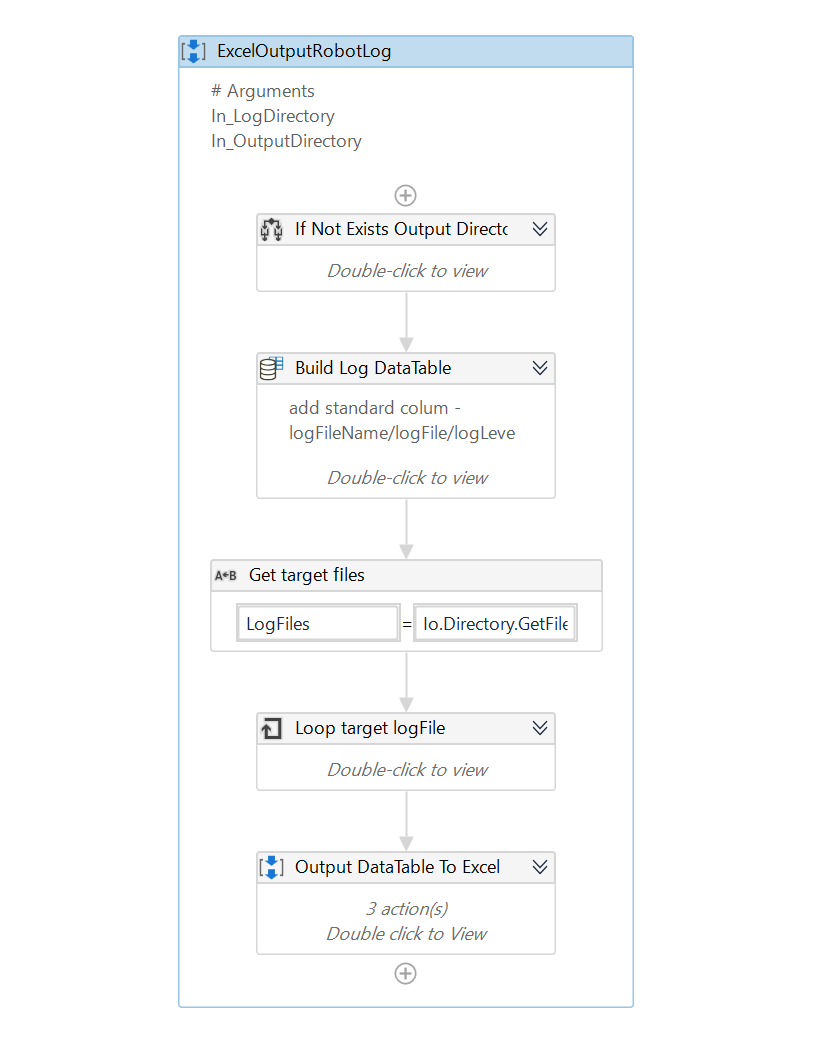 ExcelOutputRobotLog
# Arguments
In_LogDirectory
In_OutputDirectory
If Not Exists Output Directo
Double-click to view
Build Log DataTable
add standard colum -
logFileName/logFile/logLeve
Double-click to view
A B Get target files
LogFiles = Io.Directory.GetFile
Loop target logFile
Double-click to view
Output DataTable To Excel
3 action(s)
Double click to View